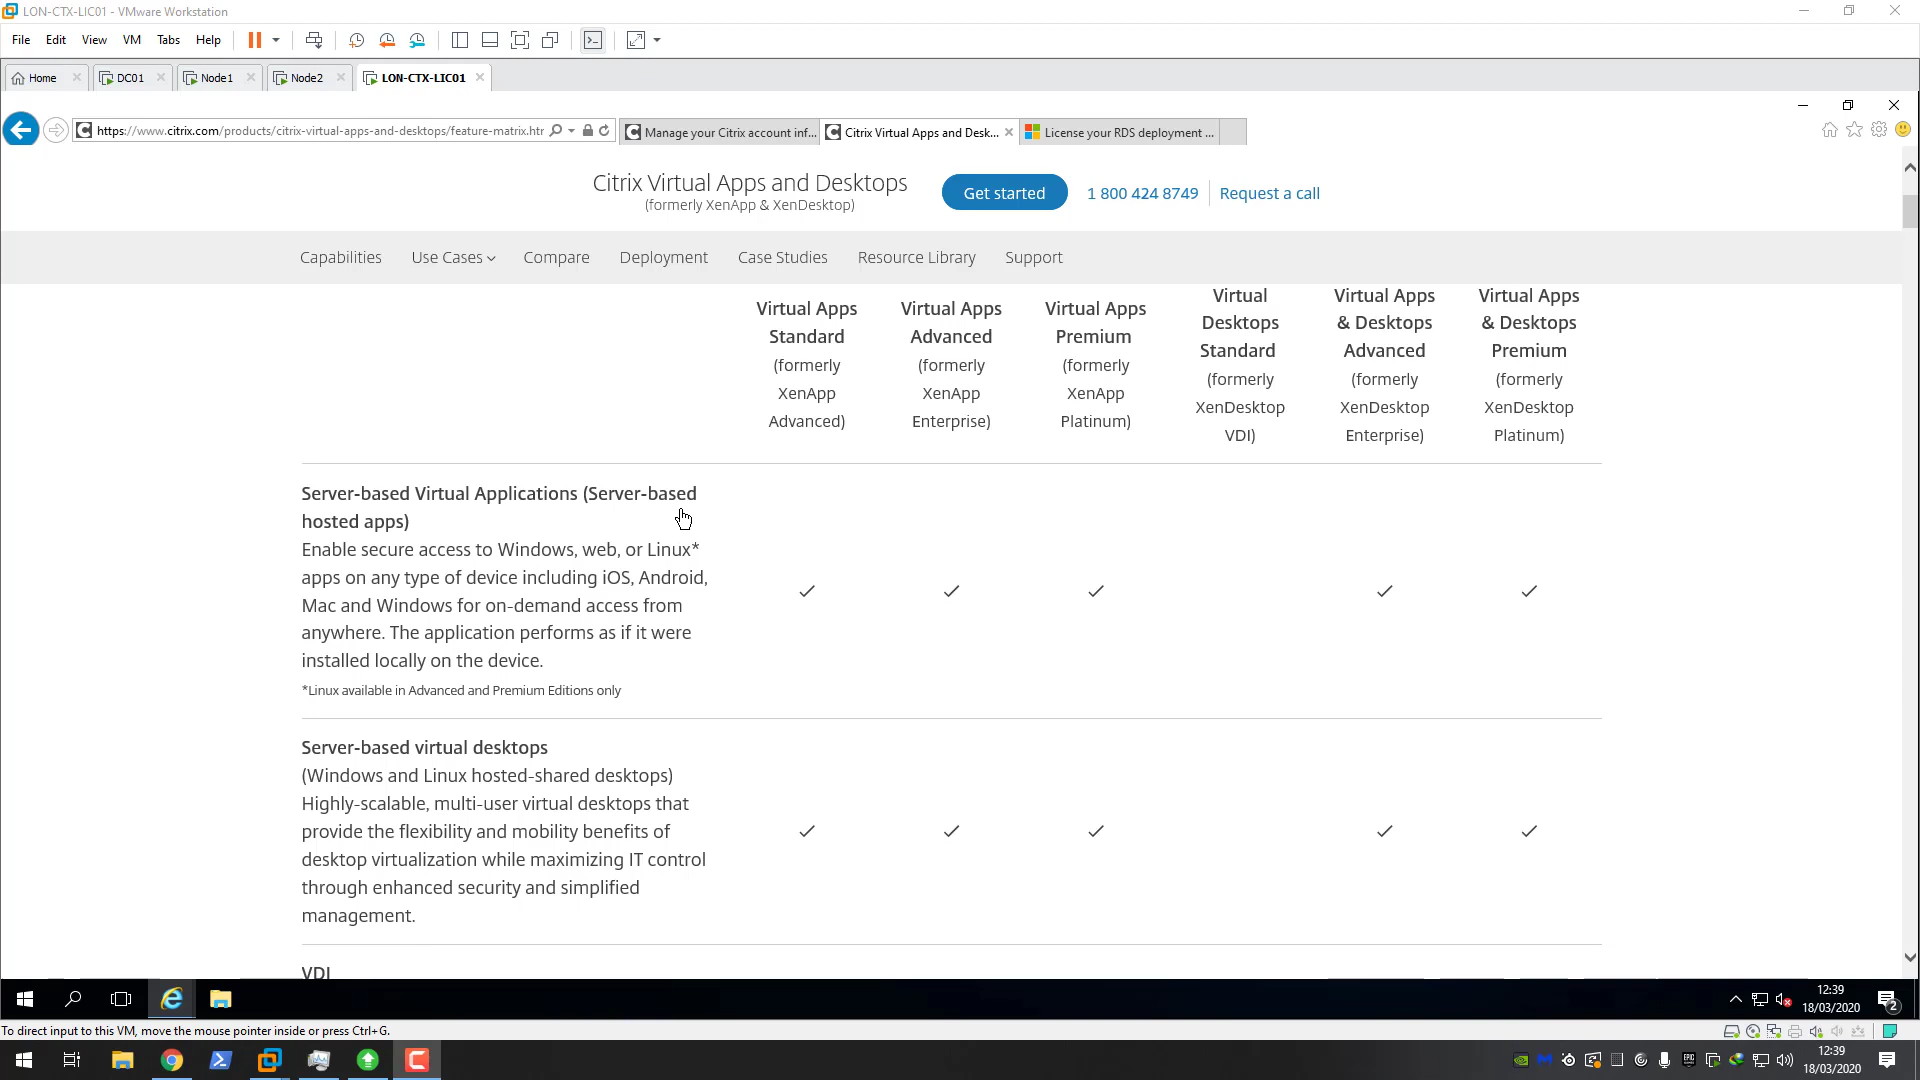 LON-CTX-LIC01 - VMware Workstation
File Edit View VM Tabs Help
Home DC01 Node1 Node2 LON-CTX-LIC01
https://www.citrix.com/products/citrix-virtual-apps-and-desktops/feature-matrix.htr Manage your Citrix account inf... Citrix Virtual Apps and Desk... License your RDS deployment ...
Citrix Virtual Apps and Desktops
(formerly XenApp & XenDesktop)
Get started 1 800 424 8749 Request a call
Capabilities Use Cases Compare Deployment Case Studies Resource Library Support
Virtual Apps
Standard
(formerly
XenApp
Advanced)
Virtual Apps
Advanced
(formerly
XenApp
Enterprise)
Virtual Apps
Premium
(formerly
XenApp
Platinum)
Virtual
Desktops
Standard
(formerly
XenDesktop
VDI)
Virtual Apps
& Desktops
Advanced
(formerly
XenDesktop
Enterprise)
Virtual Apps
& Desktops
Premium
(formerly
XenDesktop
Platinum)
Server-based Virtual Applications (Server-based
hosted apps)
Enable secure access to Windows, web, or Linux*
apps on any type of device including iOS, Android,
Mac and Windows for on-demand access from
anywhere. The application performs as if it were
installed locally on the device.
*Linux available in Advanced and Premium Editions only
Server-based virtual desktops
(Windows and Linux hosted-shared desktops)
Highly-scalable, multi-user virtual desktops that
provide the flexibility and mobility benefits of
desktop virtualization while maximizing IT control
through enhanced security and simplified
management.
VDI
12:39
18/03/2020
2
To direct input to this VM, move the mouse pointer inside or press Ctrl+G.
12:39
18/03/2020